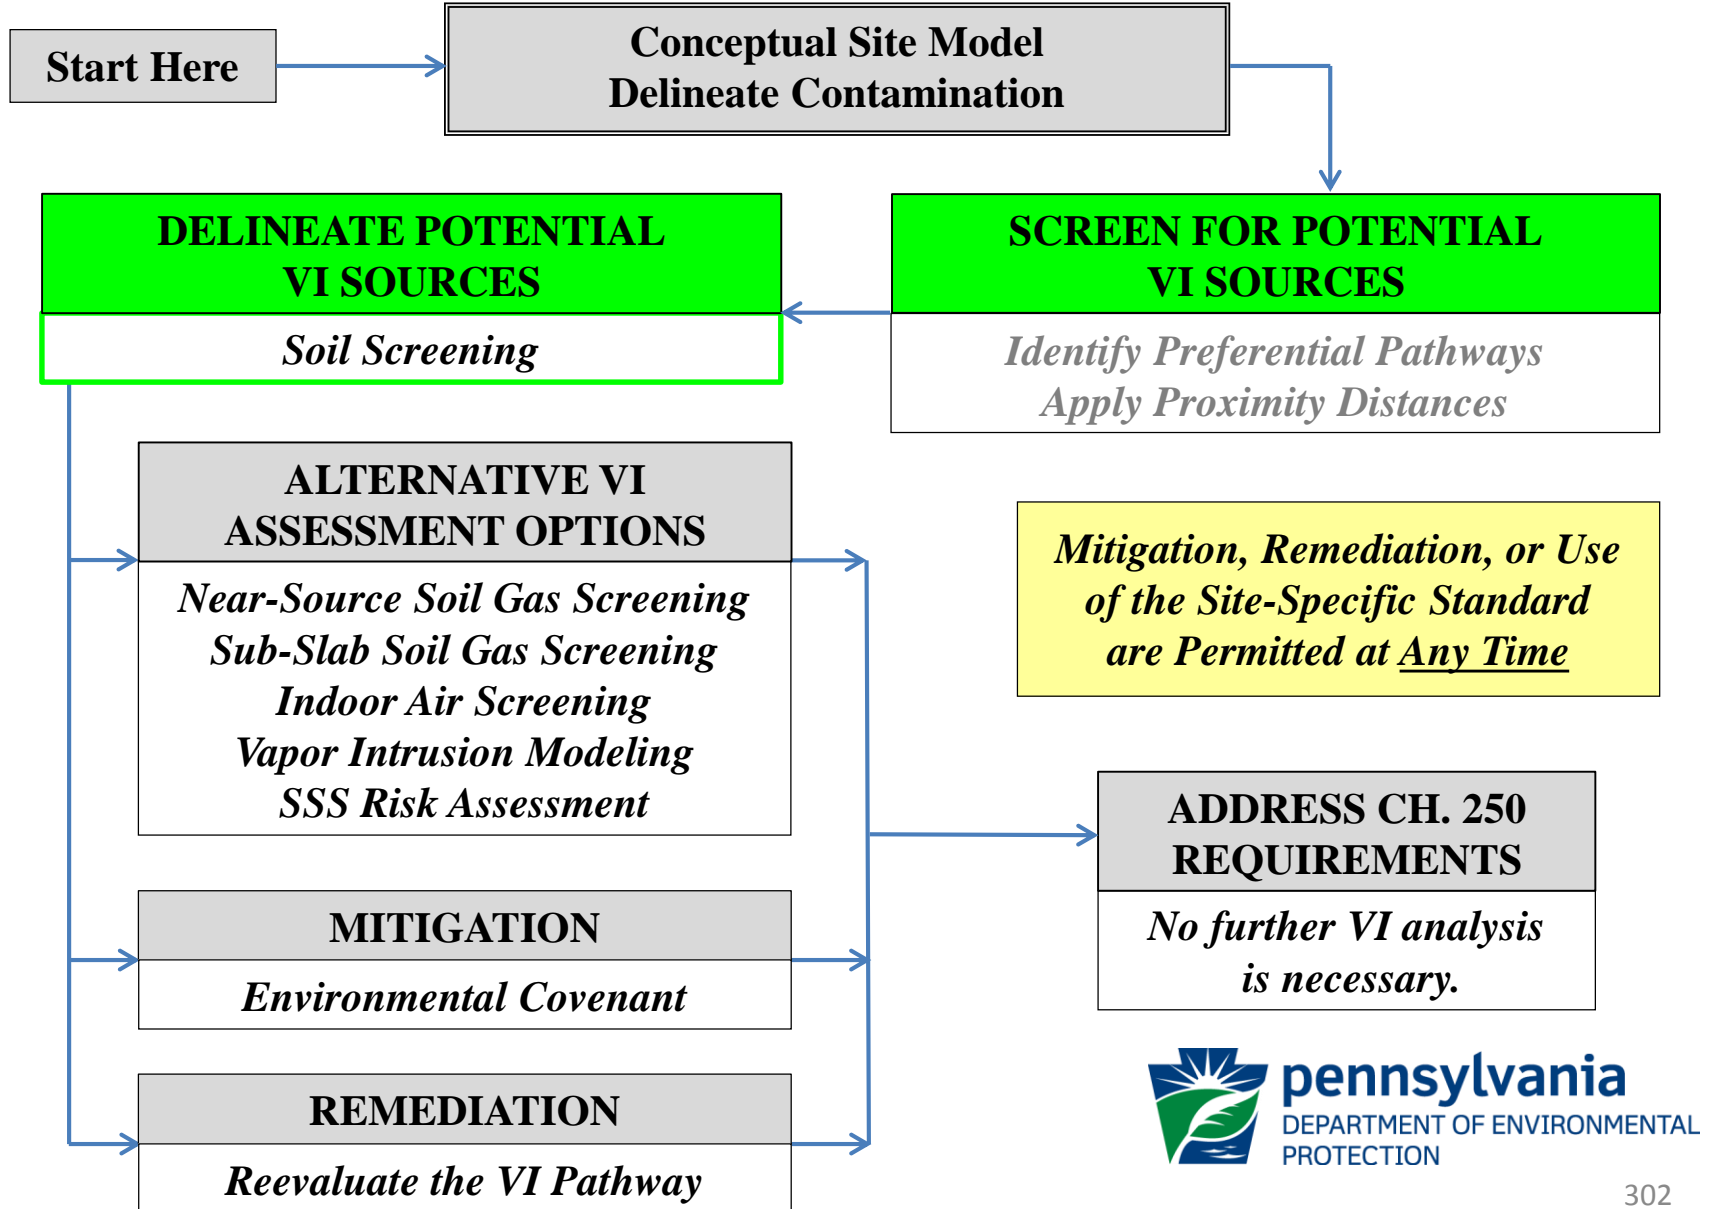 Start Here
Conceptual Site Model
Delineate Contamination
DELINEATE POTENTIAL
VI SOURCES
Soil Screening
SCREEN FOR POTENTIAL
VI SOURCES
Identify Preferential Pathways
Apply Proximity Distances
ALTERNATIVE VI
ASSESSMENT OPTIONS
Near-Source Soil Gas Screening
Sub-Slab Soil Gas Screening
Indoor Air Screening
Vapor Intrusion Modeling
SSS Risk Assessment
Mitigation, Remediation, or Use
of the Site-Specific Standard
are Permitted at Any Time
ADDRESS CH. 250
REQUIREMENTS
No further VI analysis
is necessary.
MITIGATION
Environmental Covenant
REMEDIATION
Reevaluate the VI Pathway
pennsylvania
DEPARTMENT OF ENVIRONMENTAL
PROTECTION
302